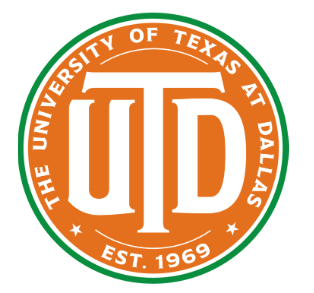 THE UNIVERSITY OF TEXAS AT DALLAS
UTD
EST. 1969